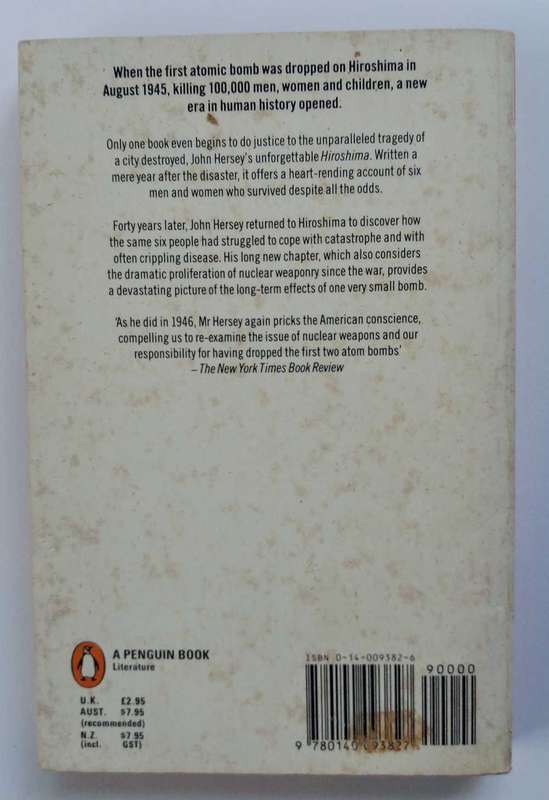 When the first atomic bomb was dropped on Hiroshima in
August 1945, killing 100,000 men, women and children, a new
era in human history opened.
Only one book even begins to do justice to the unparalleled tragedy of
a city destroyed, John Hersey's unforgettable Hiroshima. Written a
mere year after the disaster, it offers a heart-rending account of six
men and women who survived despite all the odds.
Forty years later, John Hersey returned to Hiroshima to discover how
the same six people had struggled to cope with catastrophe and with
often crippling disease. His long new chapter, which also considers
the dramatic proliferation of nuclear weaponry since the war, provides
a devastating picture of the long-term effects of one very small bomb.
'As he did in 1946, Mr Hersey again pricks the American conscience,
compelling us to re-examine the issue of nuclear weapons and our
responsibility for having dropped the first two atom bombs'
– The New York Times Book Review
A PENGUIN BOOK
Literature
U.K. £2.95
AUST. $7.95
(recommended)
N.Z. $7.95
(incl. GST)
ISBN 0-14-009382-6
90000
9 780140 093827